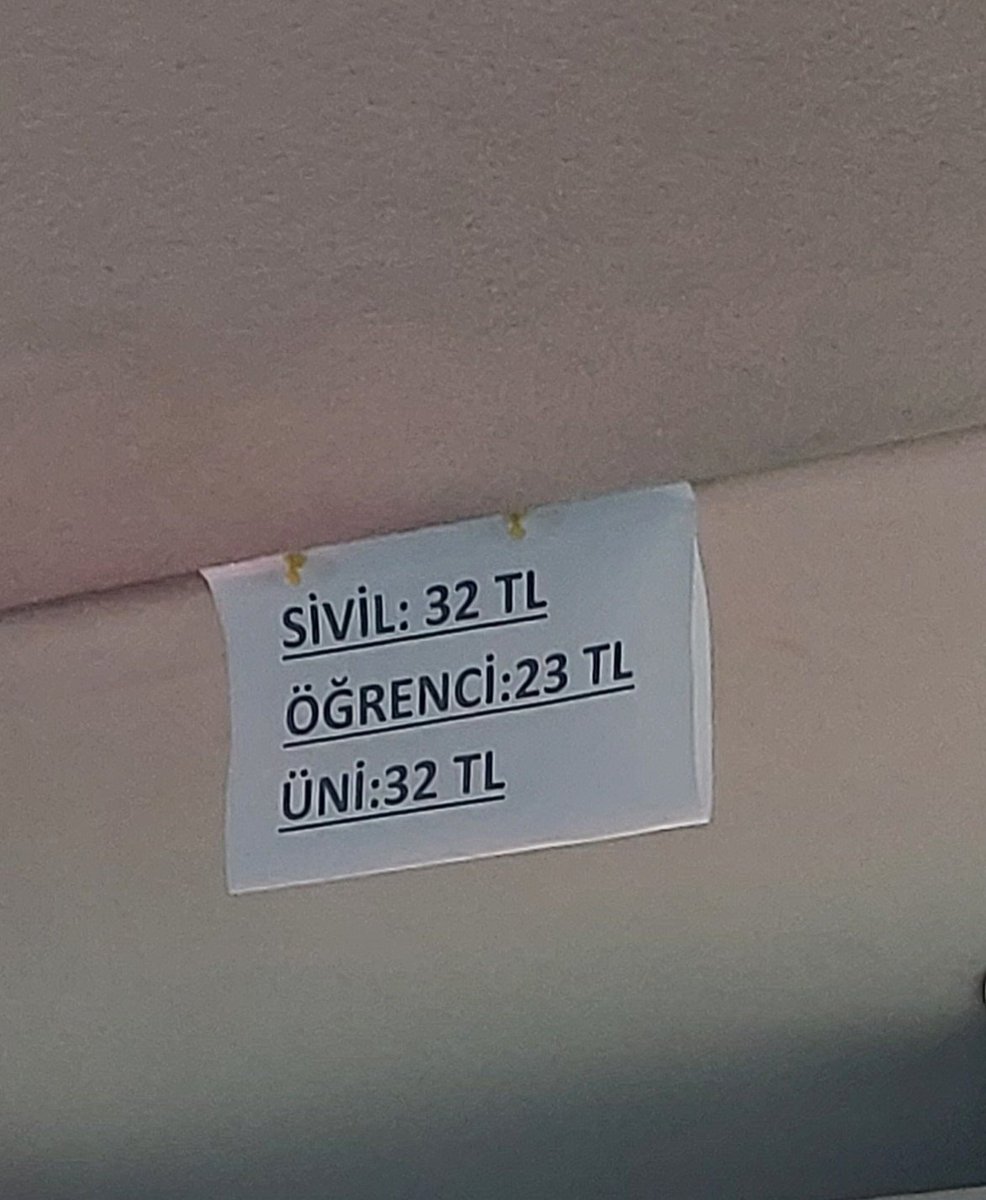 SİVİL: 32 TL
ÖĞRENCİ:23 TL
ÜNİ:32 TL